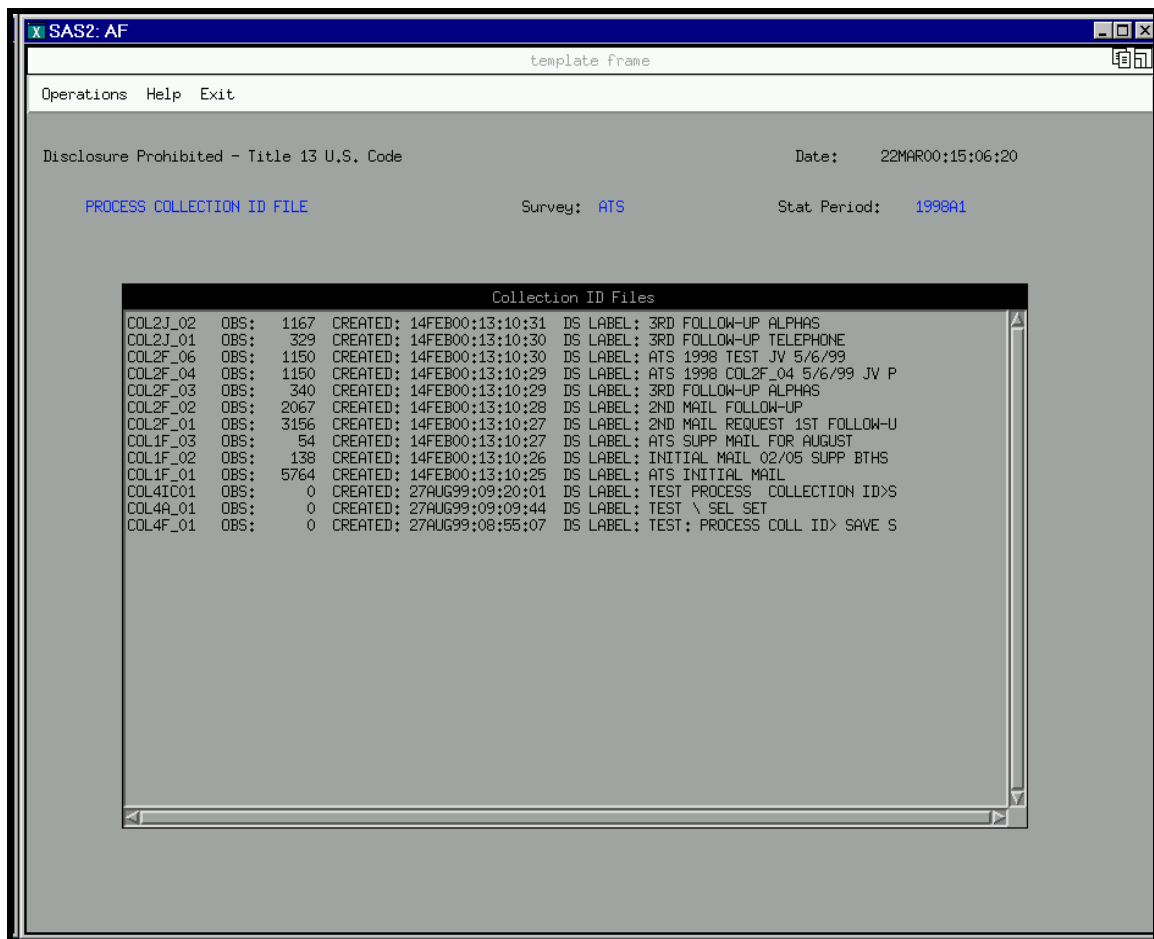 SAS2: AF
template frame
Operations Help Exit
Disclosure Prohibited - Title 13 U.S. Code Date: 22MAR00:15:06:20
PROCESS COLLECTION ID FILE Survey: ATS Stat Period: 1998A1
Collection ID Files
COL2J_02 OBS: 1167 CREATED: 14FEB00:13:10:31 DS LABEL: 3RD FOLLOW-UP ALPHAS
COL2J_01 OBS: 329 CREATED: 14FEB00:13:10:30 DS LABEL: 3RD FOLLOW-UP TELEPHONE
COL2F_06 OBS: 1150 CREATED: 14FEB00:13:10:30 DS LABEL: ATS 1998 TEST JV 5/6/99
COL2F_04 OBS: 1150 CREATED: 14FEB00:13:10:29 DS LABEL: ATS 1998 COL2F_04 5/6/99 JV P
COL2F_03 OBS: 340 CREATED: 14FEB00:13:10:29 DS LABEL: 3RD FOLLOW-UP ALPHAS
COL2F_02 OBS: 2067 CREATED: 14FEB00:13:10:28 DS LABEL: 2ND MAIL FOLLOW-UP
COL2F_01 OBS: 3156 CREATED: 14FEB00:13:10:27 DS LABEL: 2ND MAIL REQUEST 1ST FOLLOW-U
COL1F_03 OBS: 54 CREATED: 14FEB00:13:10:27 DS LABEL: ATS SUPP MAIL FOR AUGUST
COL1F_02 OBS: 138 CREATED: 14FEB00:13:10:26 DS LABEL: INITIAL MAIL 02/05 SUPP BTHS
COL1F_01 OBS: 5764 CREATED: 14FEB00:13:10:25 DS LABEL: ATS INITIAL MAIL
COL4IC01 OBS: 0 CREATED: 27AUG99:09:20:01 DS LABEL: TEST PROCESS COLLECTION ID>S
COL4A_01 OBS: 0 CREATED: 27AUG99:09:09:44 DS LABEL: TEST \ SEL SET
COL4F_01 OBS: 0 CREATED: 27AUG99:08:55:07 DS LABEL: TEST: PROCESS COLL ID> SAVE S